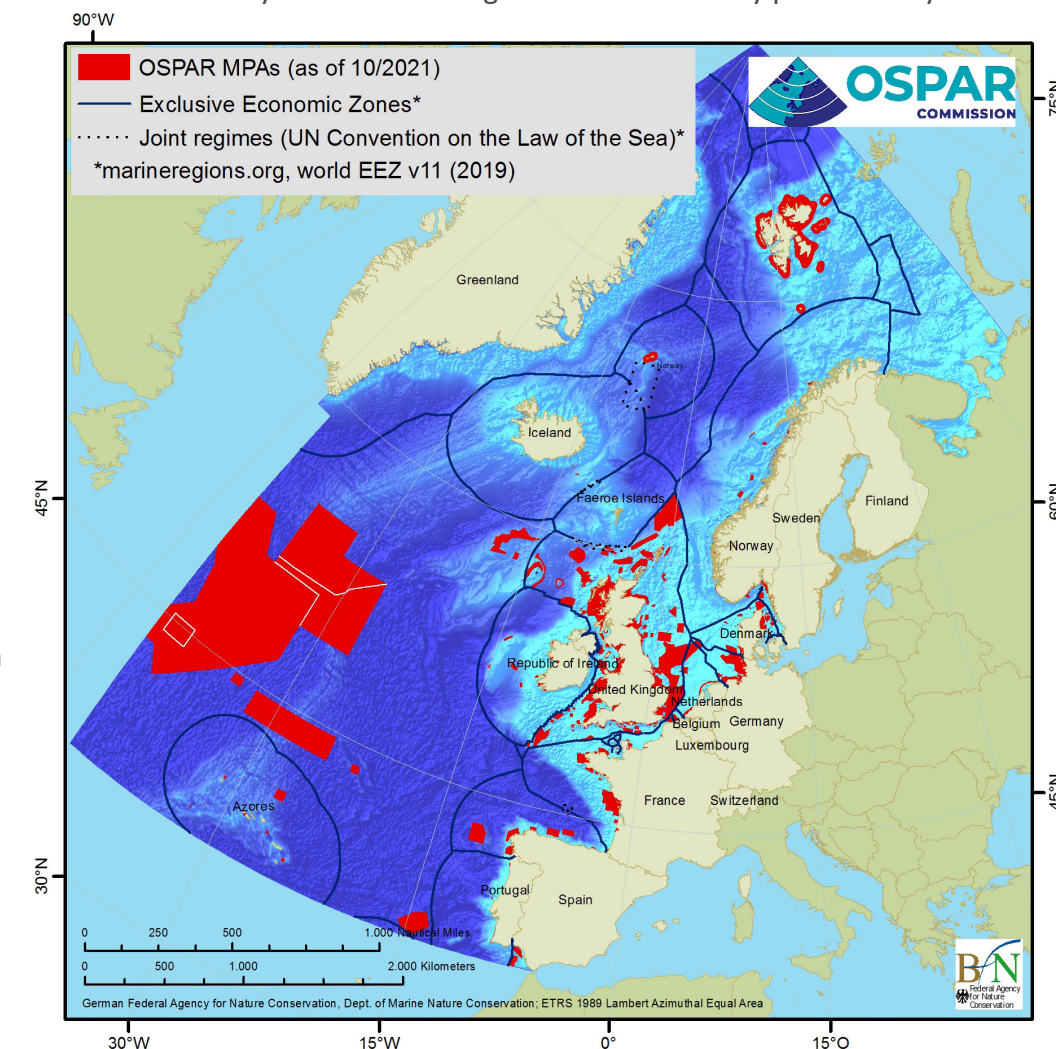 90°W
OSPAR MPAs (as of 10/2021)
Exclusive Economic Zones*
Joint regimes (UN Convention on the Law of the Sea)*
*marineregions.org, world EEZ v11 (2019)
OSPAR
COMMISSION
75°N
Greenland
Norway
Iceland
45°N
Faeroe Islands
60°N
Finland
Sweden
Norway
Denmark
Republic of Ireland
United Kingdom
Netherlands
Belgium
Germany
Luxembourg
Azores
France
Switzerland
45°N
30°N
Portugal
Spain
0 250 500 1.000 Nautical Miles
0 500 1.000 2.000 Kilometers
German Federal Agency for Nature Conservation, Dept. of Marine Nature Conservation; ETRS 1989 Lambert Azimuthal Equal Area
BfN
Federal Agency
for Nature
Conservation
30°W
15°W
0°
15°O